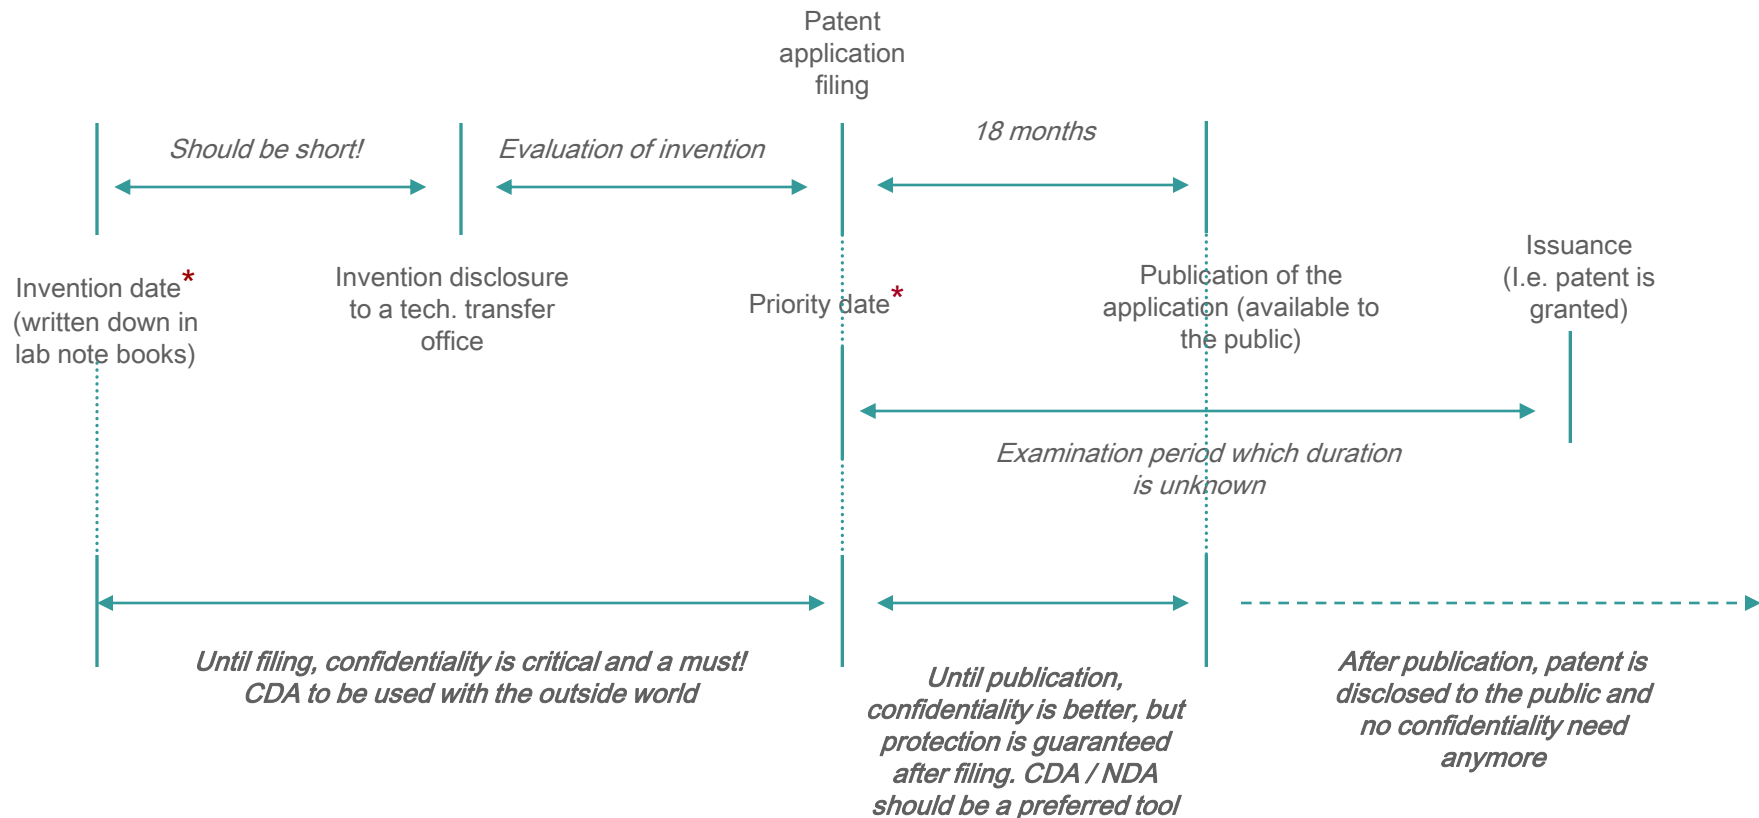 Patent
application
filing
Should be short!
Evaluation of invention
18 months
Invention date*
(written down in
lab note books)
Invention disclosure
to a tech. transfer
office
Priority date*
Publication of the
application (available to
the public)
Issuance
(I.e. patent is
granted)
Examination period which duration
is unknown
Until filing, confidentiality is critical and a must!
CDA to be used with the outside world
Until publication,
confidentiality is better, but
protection is guaranteed
after filing. CDA / NDA
should be a preferred tool
After publication, patent is
disclosed to the public and
no confidentiality need
anymore